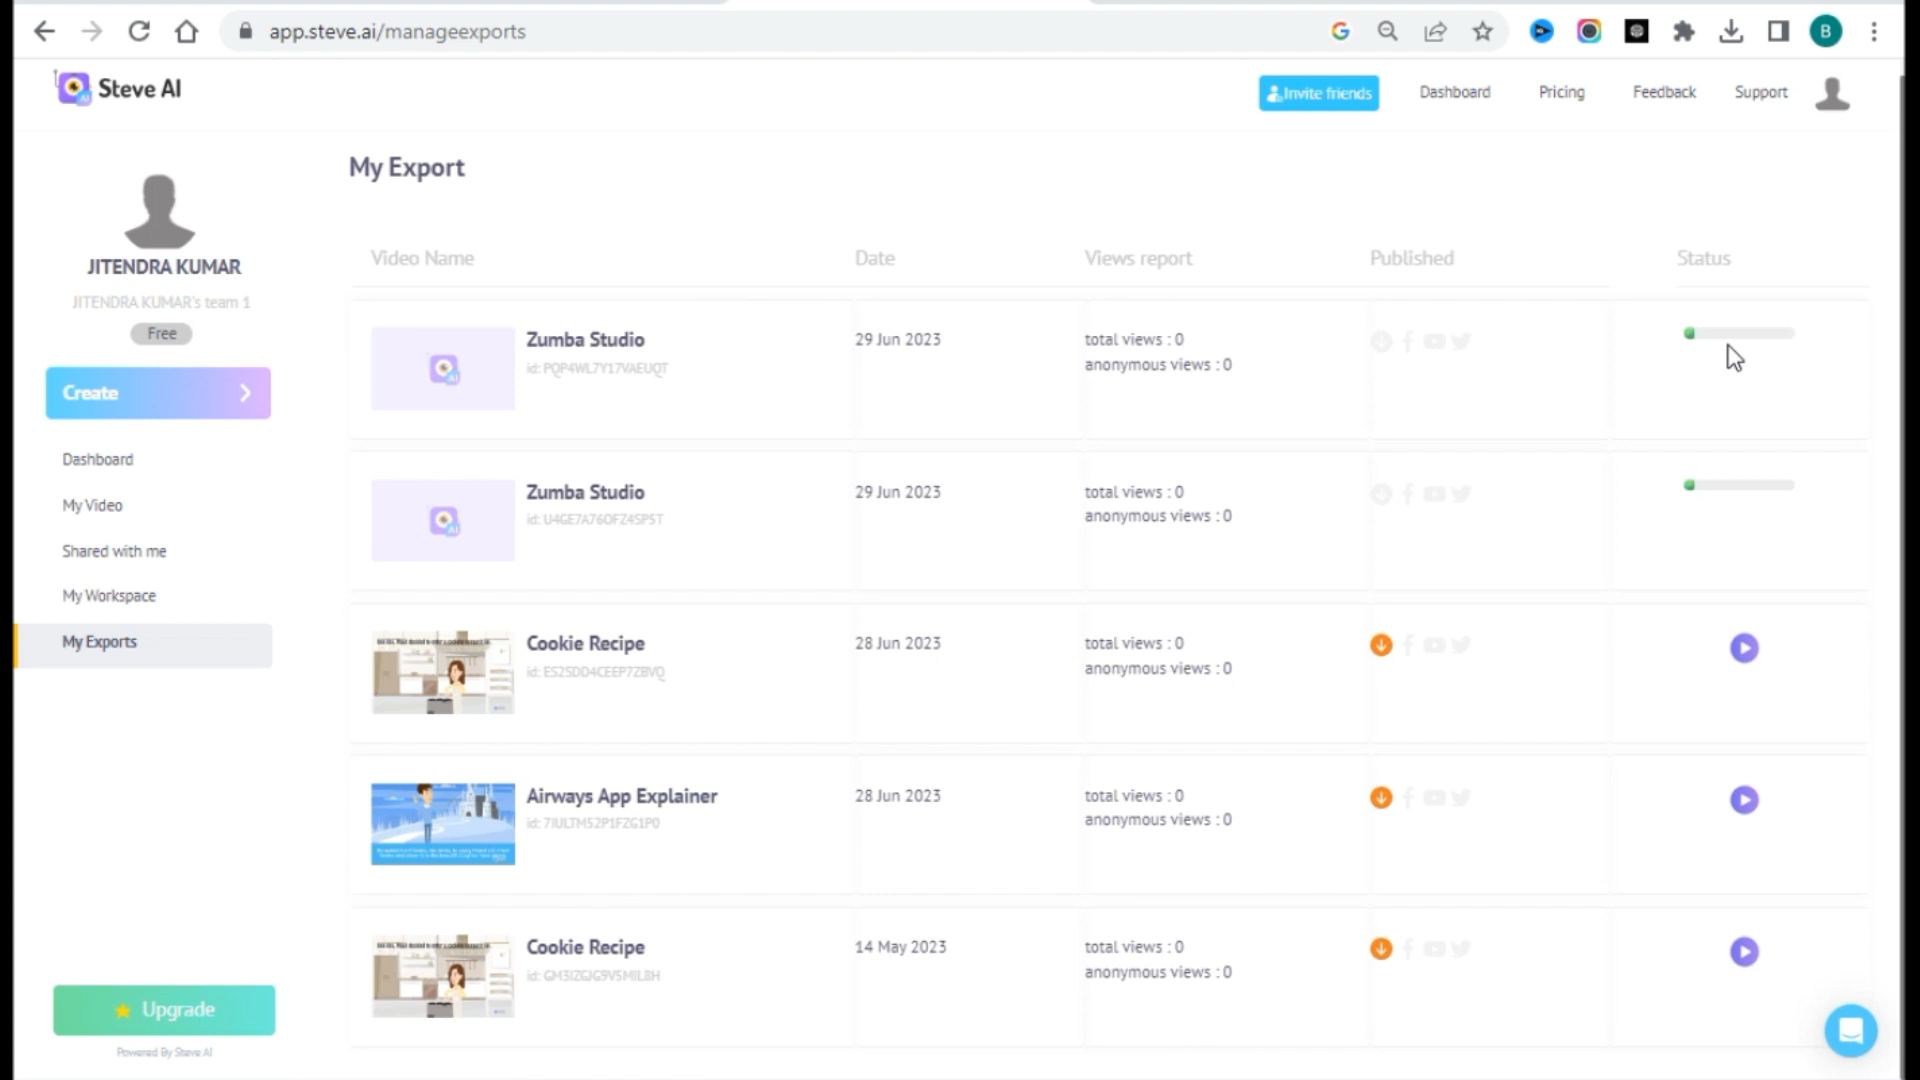 app.steve.ai/manageexports
B
Steve AI
Invite friends
Dashboard
Pricing
Feedback
Support
My Export
JITENDRA KUMAR
JITENDRA KUMAR's team 1
Free
Create
Dashboard
My Video
Shared with me
My Workspace
My Exports
Upgrade
Powered By Steve AI
Video Name
Date
Views report
Published
Status
Zumba Studio
id: PQP4WL7Y17VAEUQT
29 Jun 2023
total views : 0
anonymous views : 0
Zumba Studio
id: U4GE7A76OFZ4SPST
29 Jun 2023
total views : 0
anonymous views : 0
Cookie Recipe
id: ES2SDD4CEEP7ZBVQ
28 Jun 2023
total views : 0
anonymous views : 0
Airways App Explainer
id: 7IULTM52P1FZG1P0
28 Jun 2023
total views : 0
anonymous views : 0
Cookie Recipe
id: GM3IZGJG9V5MILBH
14 May 2023
total views : 0
anonymous views : 0